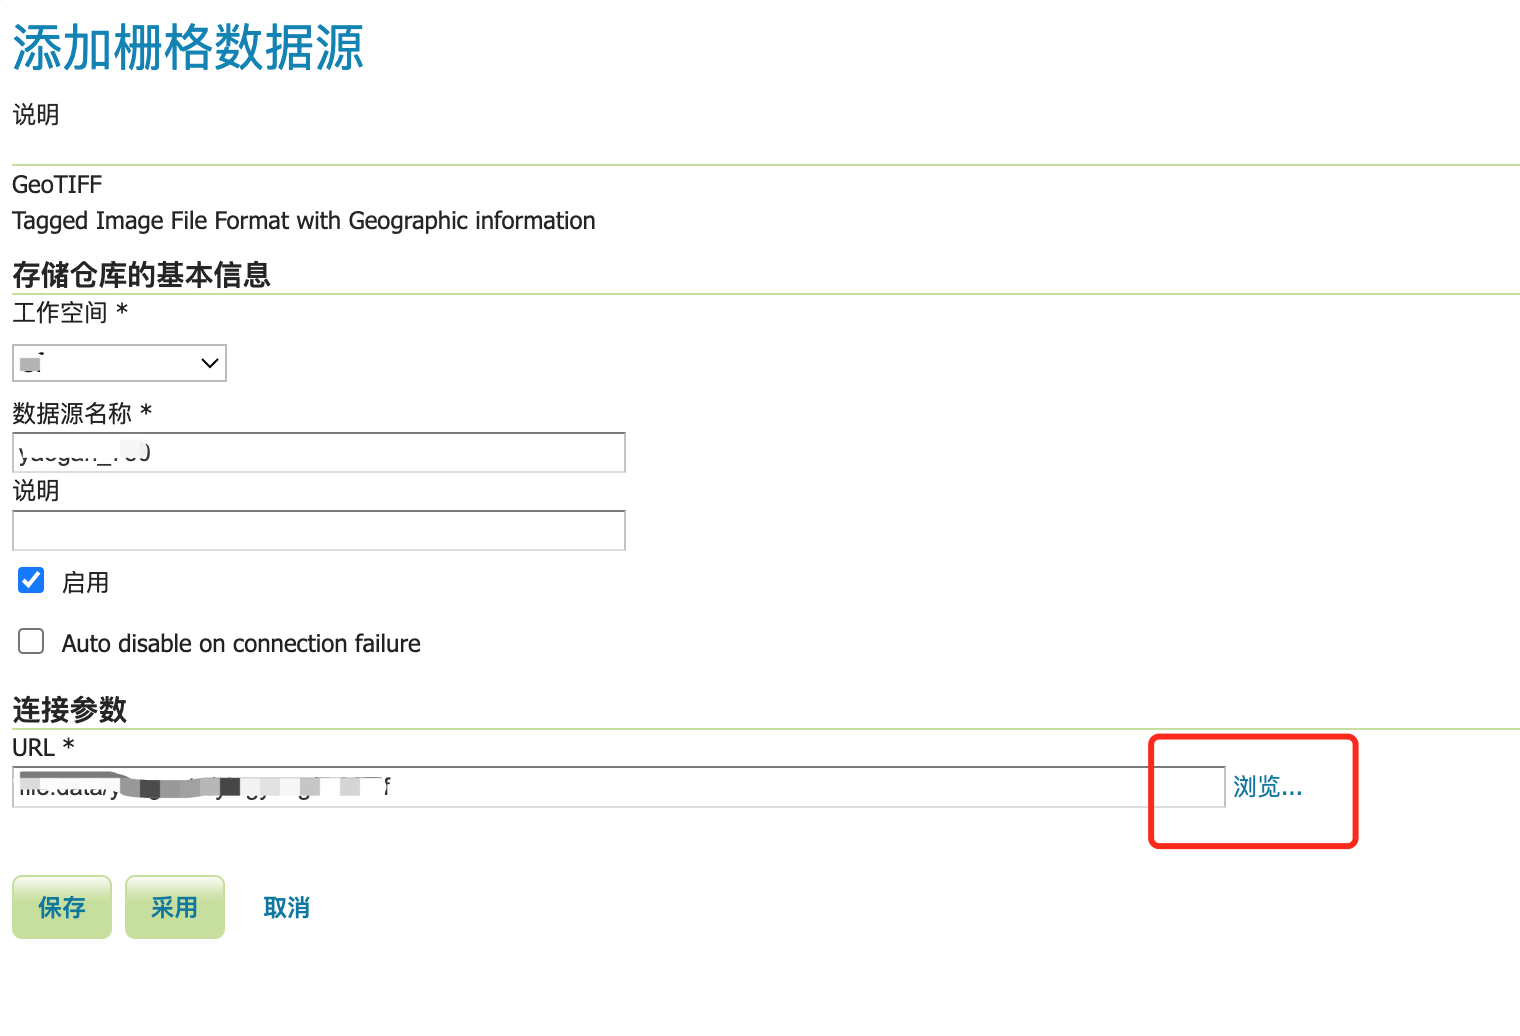 添加栅格数据源
说明
GeoTIFF
Tagged Image File Format with Geographic information
存储仓库的基本信息
工作空间 *
数据源名称 *
说明
启用
Auto disable on connection failure
连接参数
URL *
浏览...
保存 采用 取消